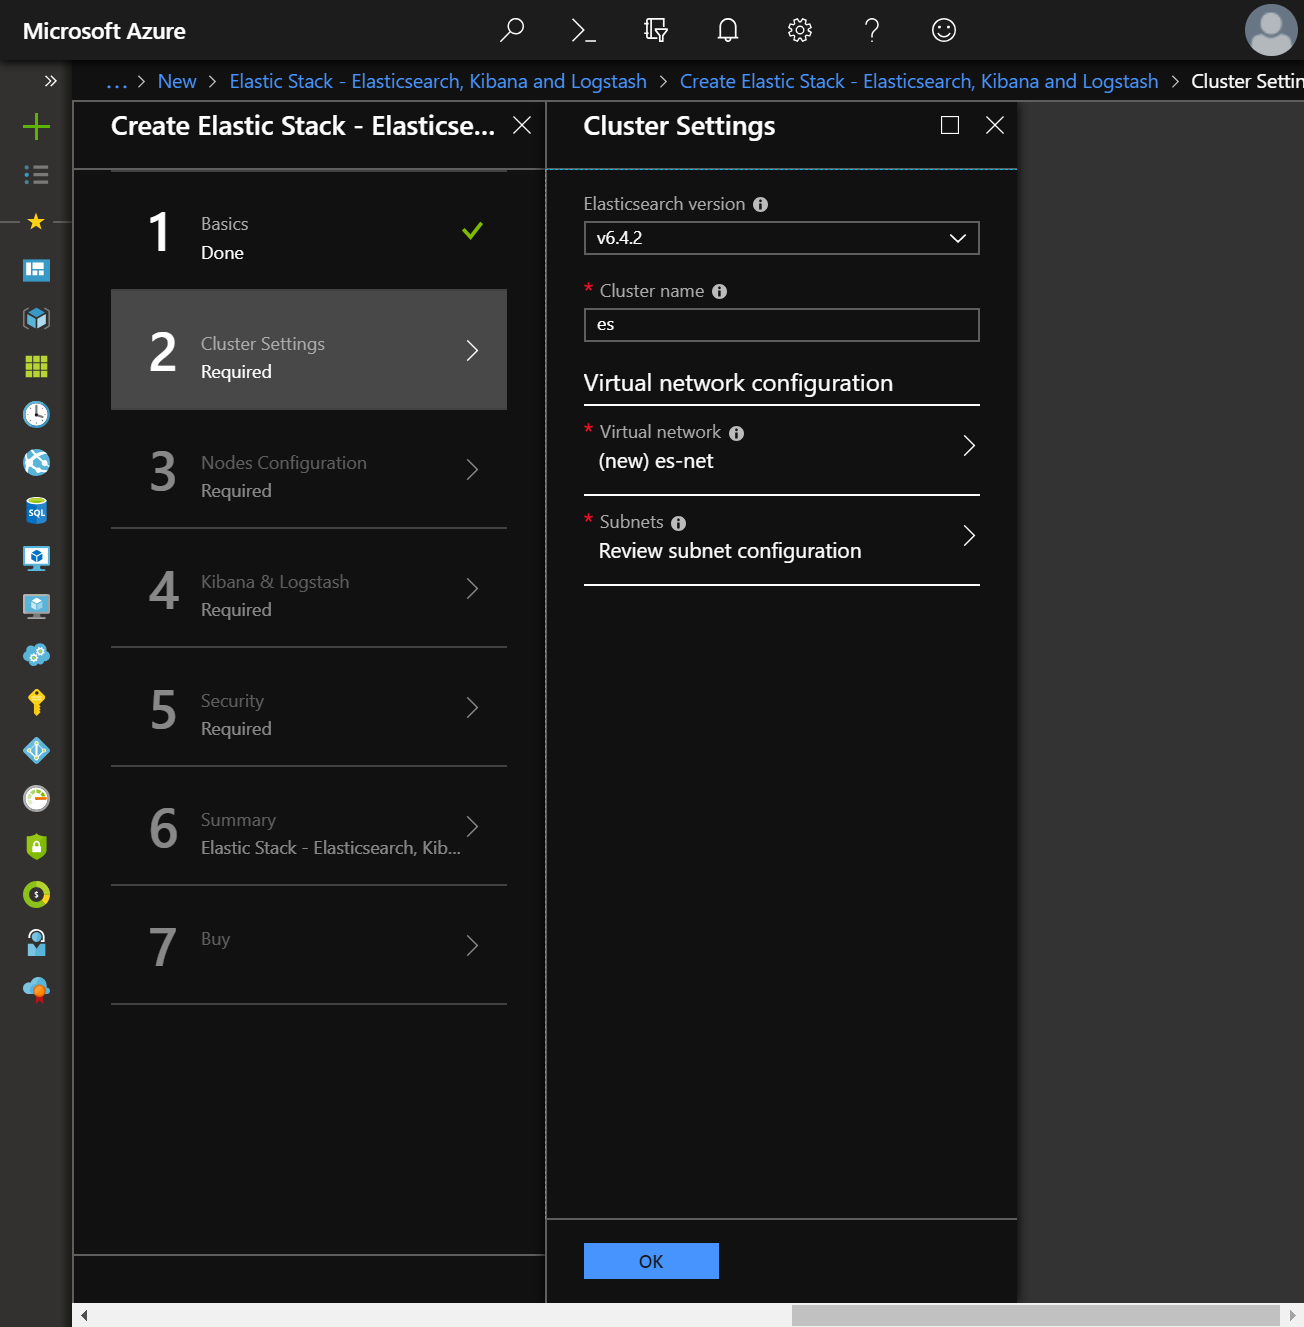 Microsoft Azure
... > New > Elastic Stack - Elasticsearch, Kibana and Logstash > Create Elastic Stack - Elasticsearch, Kibana and Logstash > Cluster Settin
Create Elastic Stack - Elasticse...
1
Basics
Done
2
Cluster Settings
Required
3
Nodes Configuration
Required
4
Kibana & Logstash
Required
5
Security
Required
6
Summary
Elastic Stack - Elasticsearch, Kib...
7
Buy
Cluster Settings
Elasticsearch version
v6.4.2
* Cluster name
es
Virtual network configuration
* Virtual network
(new) es-net
* Subnets
Review subnet configuration
OK
SQL